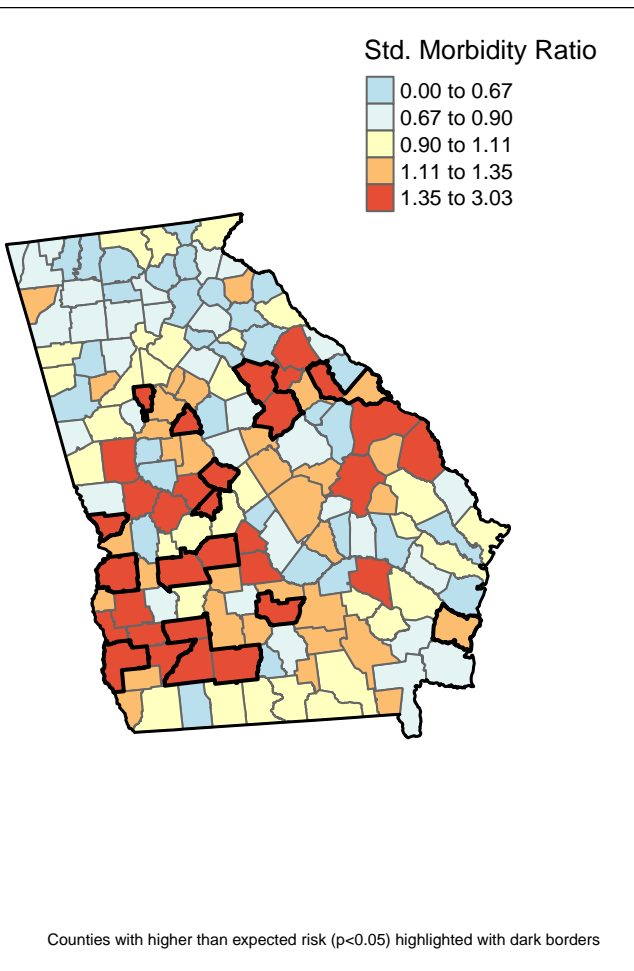 Std. Morbidity Ratio
0.00 to 0.67
0.67 to 0.90
0.90 to 1.11
1.11 to 1.35
1.35 to 3.03
Counties with higher than expected risk (p<0.05) highlighted with dark borders